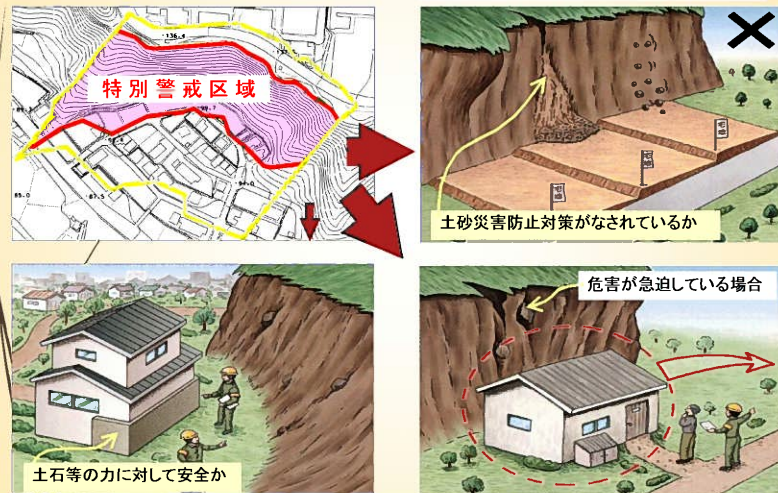 特別警戒区域
土砂災害防止対策がなされているか
土石等の力に対して安全か
危害が急迫している場合